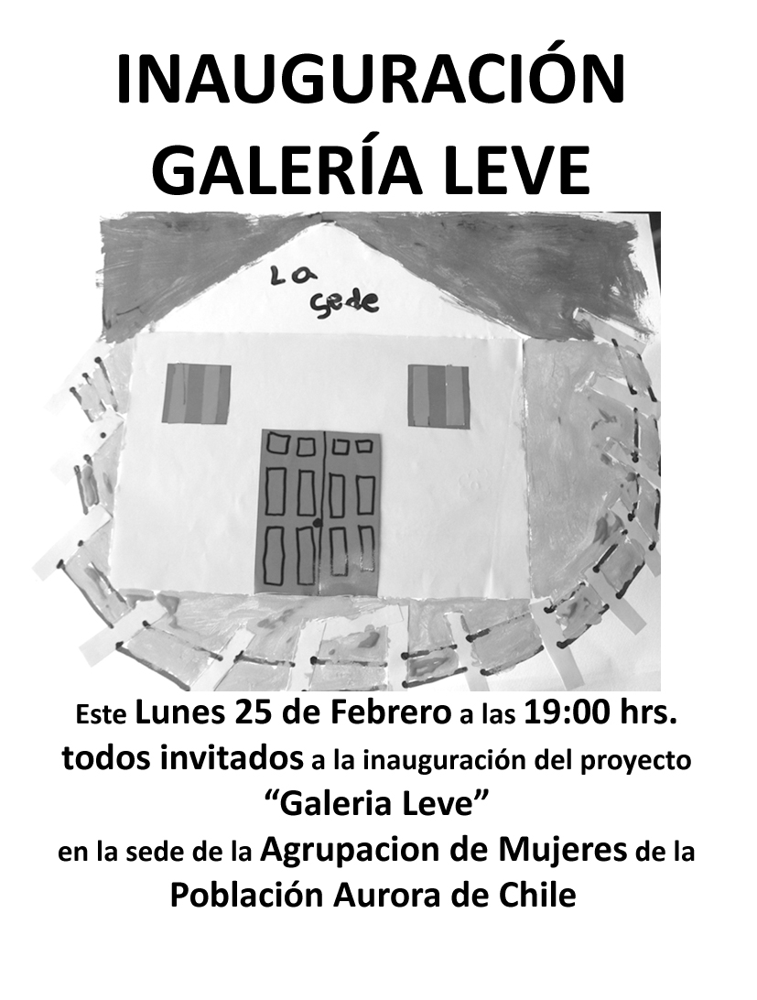 INAUGURACIÓN
GALERÍA LEVE
La
sede
Este Lunes 25 de Febrero a las 19:00 hrs.
todos invitados a la inauguración del proyecto
“Galeria Leve”
en la sede de la Agrupacion de Mujeres de la
Población Aurora de Chile